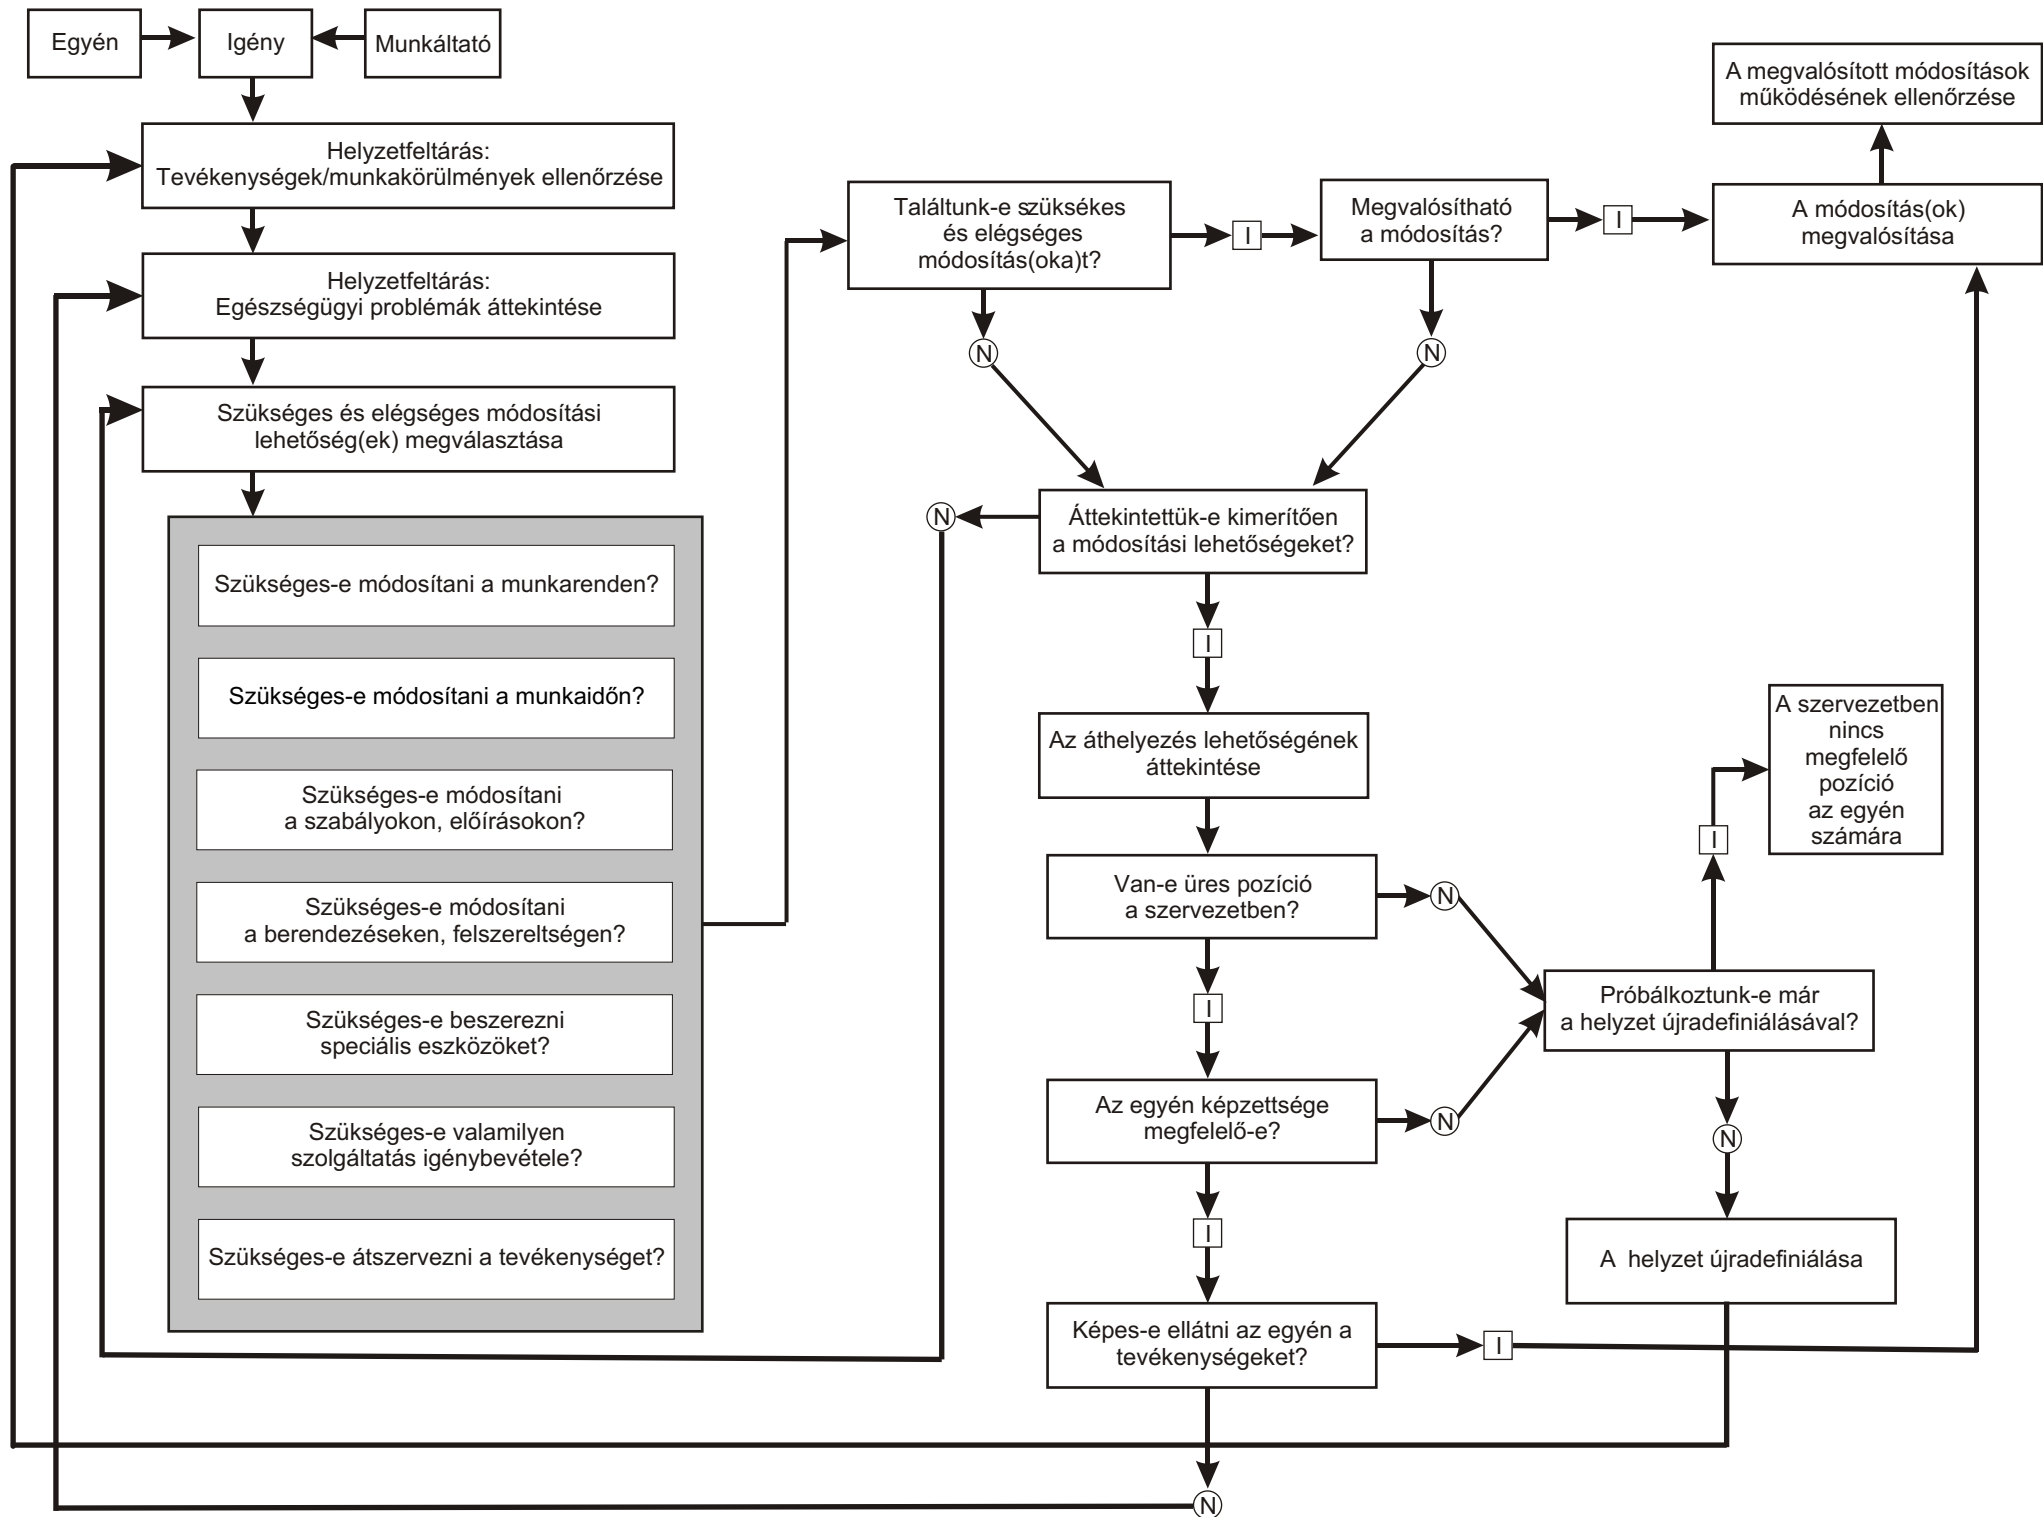 Egyén
Igény
Munkáltató
Helyzetfeltárás:
Tevékenységek/munkakörülmények ellenőrzése
Helyzetfeltárás:
Egészségügyi problémák áttekintése
Szükséges és elégséges módosítási
lehetőség(ek) megválasztása
Szükséges-e módosítani a munkarenden?
Szükséges-e módosítani a munkaidőn?
Szükséges-e módosítani
a szabályokon, előírásokon?
Szükséges-e módosítani
a berendezéseken, felszereltségen?
Szükséges-e beszerezni
speciális eszközöket?
Szükséges-e valamilyen
szolgáltatás igénybevétele?
Szükséges-e átszervezni a tevékenységet?
Találtunk-e szüksékes
és elégséges
módosítás(oka)t?
I
Megvalósítható
a módosítás?
I
A módosítás(ok)
megvalósítása
A megvalósított módosítások
működésének ellenőrzése
N
N
N
Áttekintettük-e kimerítően
a módosítási lehetőségeket?
I
Az áthelyezés lehetőségének
áttekintése
Van-e üres pozíció
a szervezetben?
N
I
Az egyén képzettsége
megfelelő-e?
N
I
Képes-e ellátni az egyén a
tevékenységeket?
I
N
Próbálkoztunk-e már
a helyzet újradefiniálásával?
I
A szervezetben
nincs
megfelelő
pozíció
az egyén
számára
N
A helyzet újradefiniálása